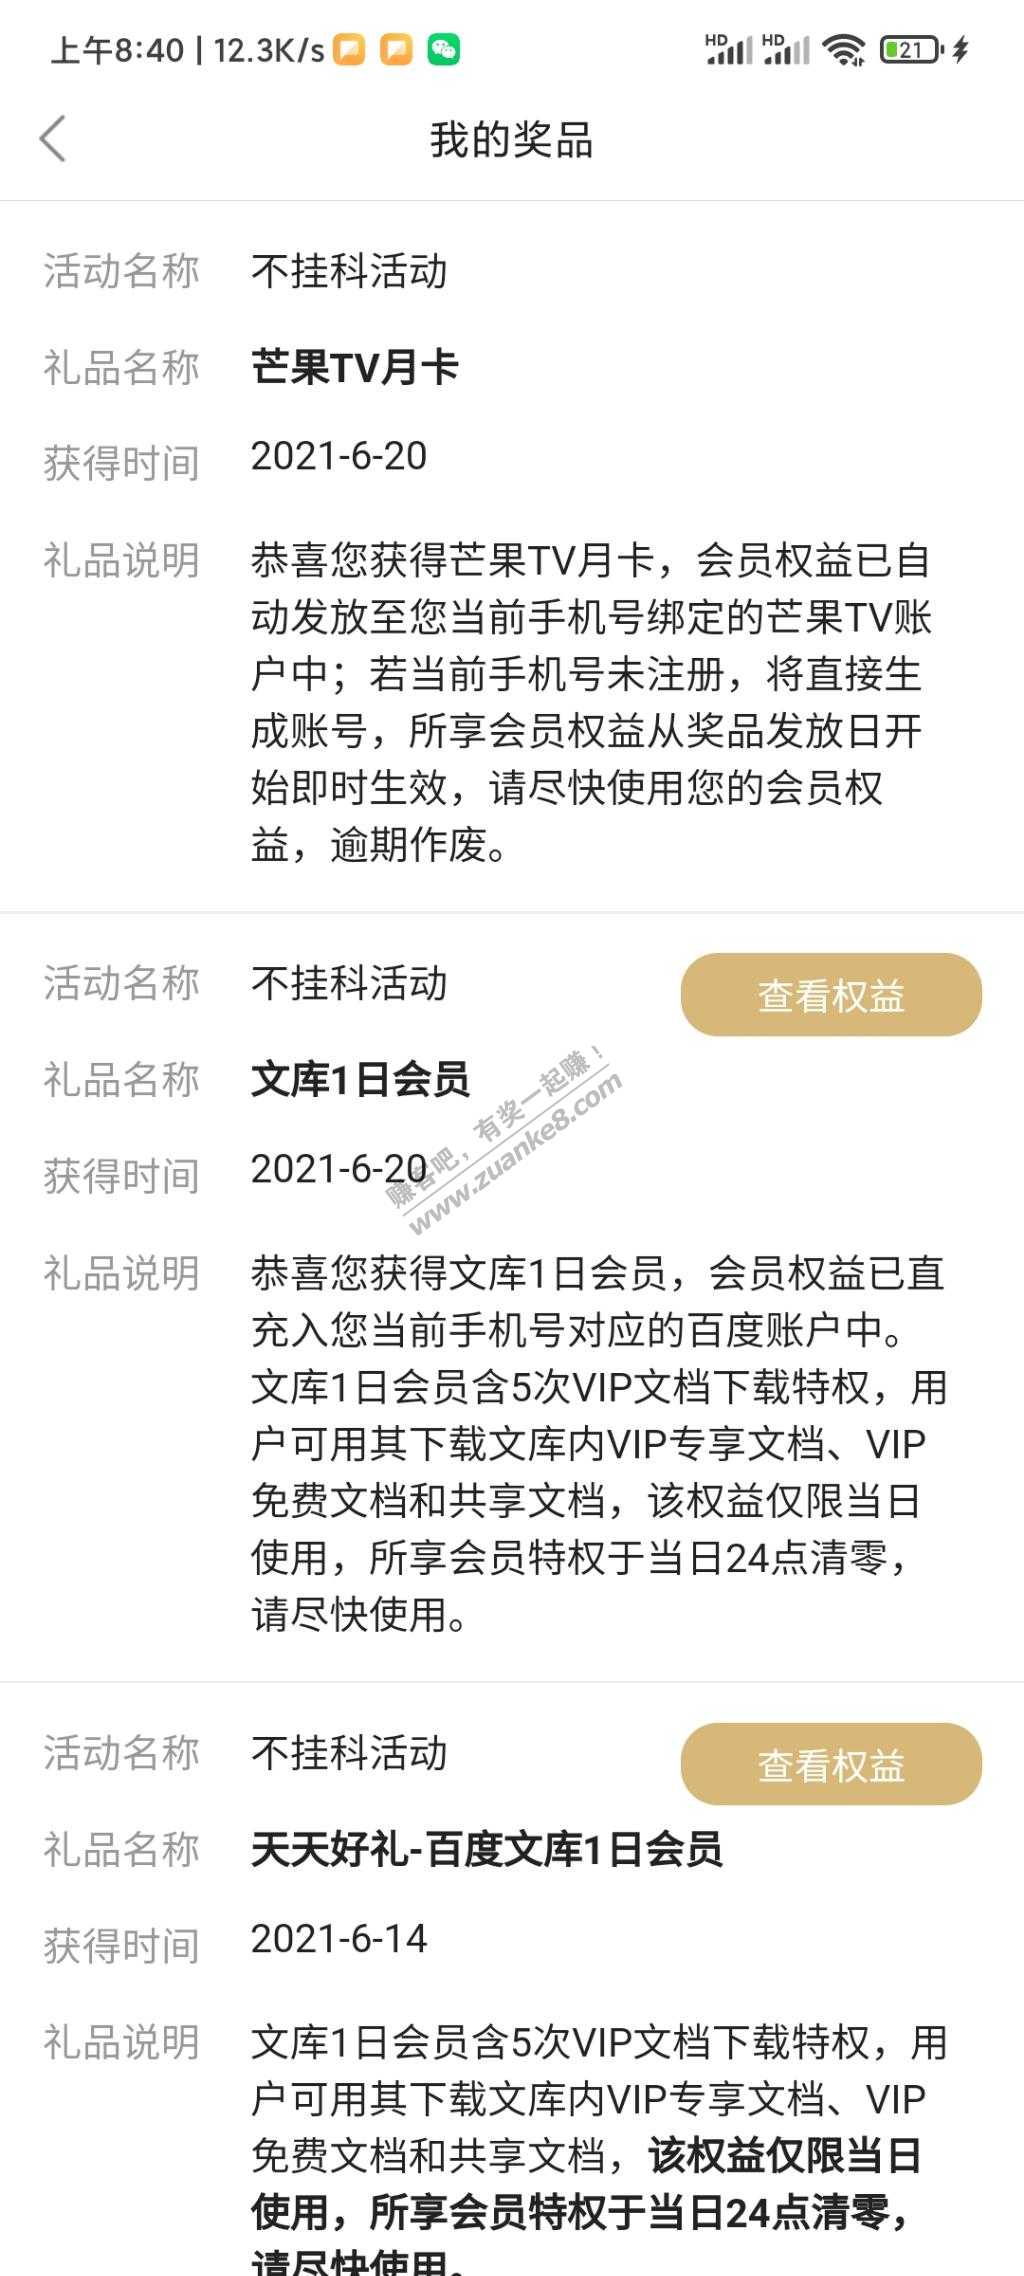 上午8:40 | 12.3K/s
HD HD 21
我的奖品
活动名称 不挂科活动
礼品名称 芒果TV月卡
获得时间 2021-6-20
礼品说明 恭喜您获得芒果TV月卡，会员权益已自
动发放至您当前手机号绑定的芒果TV账
户中；若当前手机号未注册，将直接生
成账号，所享会员权益从奖品发放日开
始即时生效，请尽快使用您的会员权
益，逾期作废。
活动名称 不挂科活动 查看权益
礼品名称 文库1日会员
获得时间 2021-6-20
赚客吧，有奖一起赚！
www.zuanke8.com
礼品说明 恭喜您获得文库1日会员，会员权益已直
充入您当前手机号对应的百度账户中。
文库1日会员含5次VIP文档下载特权，用
户可用其下载文库内VIP专享文档、VIP
免费文档和共享文档，该权益仅限当日
使用，所享会员特权于当日24点清零，
请尽快使用。
活动名称 不挂科活动 查看权益
礼品名称 天天好礼-百度文库1日会员
获得时间 2021-6-14
礼品说明 文库1日会员含5次VIP文档下载特权，用
户可用其下载文库内VIP专享文档、VIP
免费文档和共享文档，该权益仅限当日
使用，所享会员特权于当日24点清零，
请尽快使用。